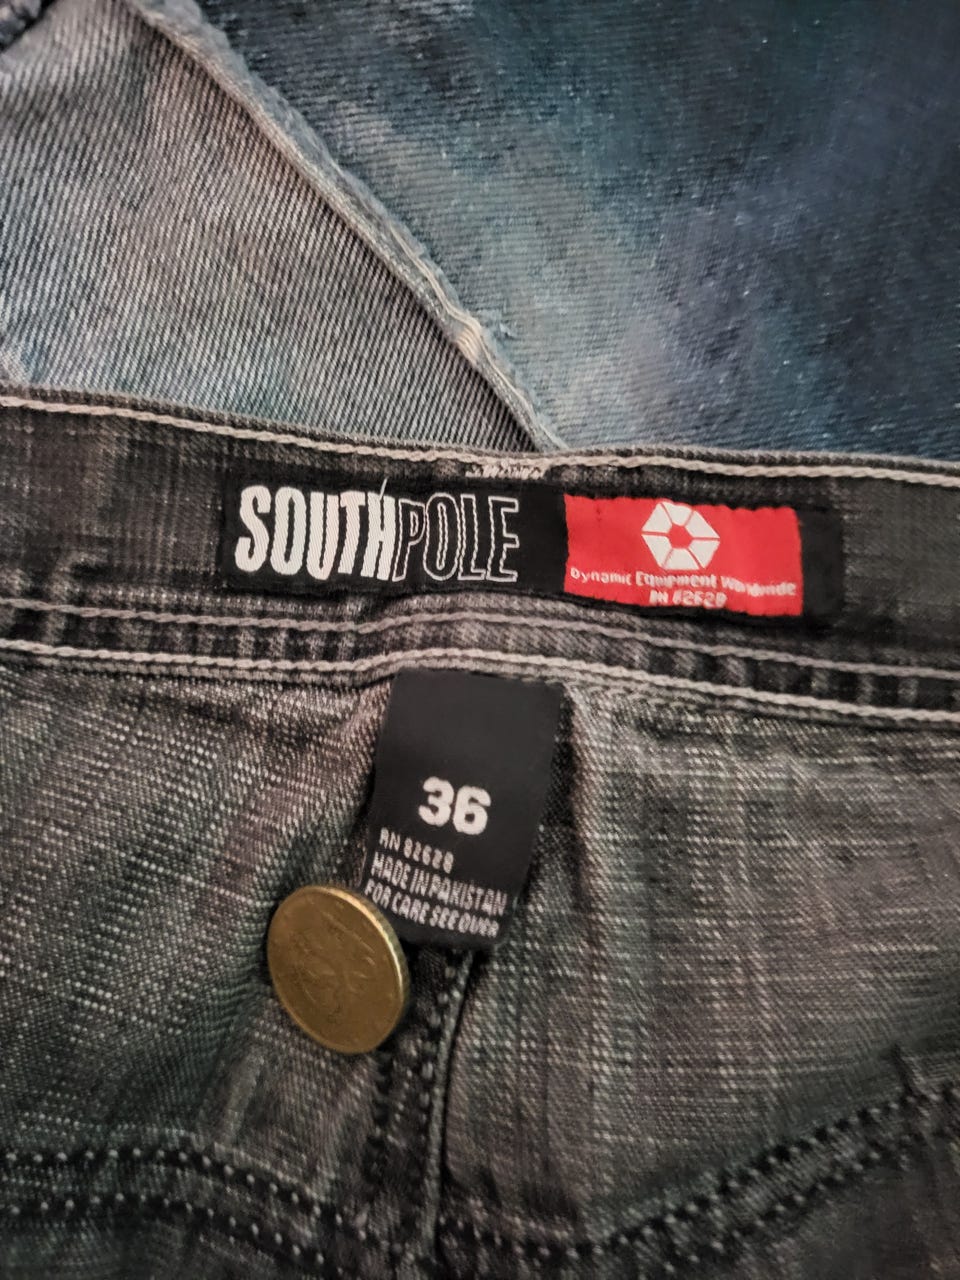 SOUTHPOLE
Dynamic Equipment Worldwide
RN 82628
36
RN 82628
MADE IN PAKISTAN
FOR CARE SEE OVER